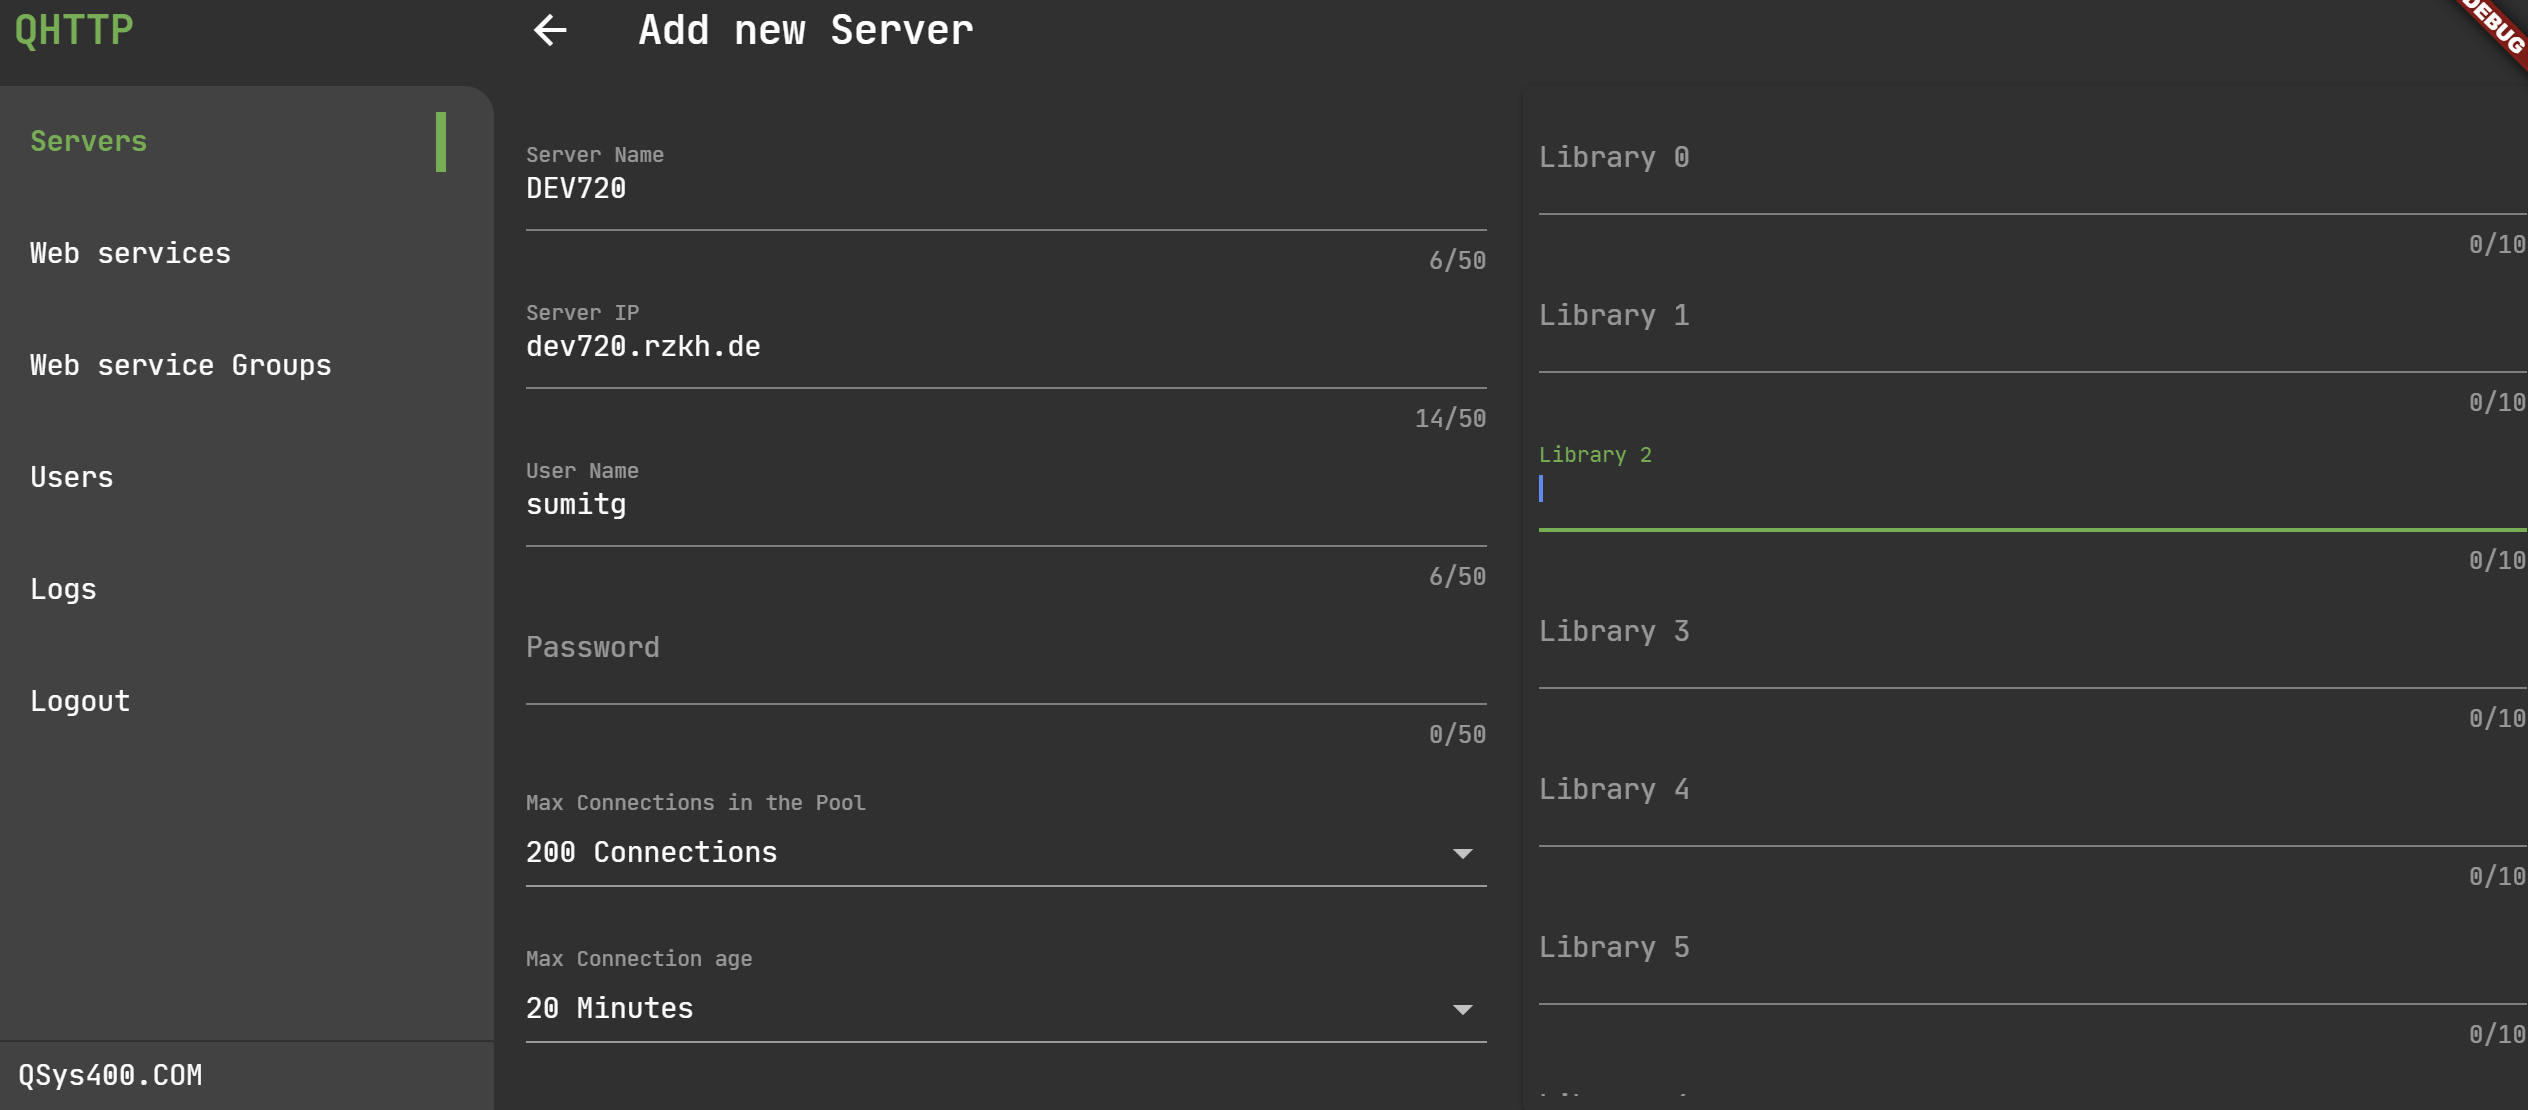 QHTTP
Add new Server
DEBUG
Servers
Web services
Web service Groups
Users
Logs
Logout
QSys400.COM
Server Name
DEV720
6/50
Server IP
dev720.rzkh.de
14/50
User Name
sumitg
6/50
Password
0/50
Max Connections in the Pool
200 Connections
Max Connection age
20 Minutes
Library 0
0/10
Library 1
0/10
Library 2
0/10
Library 3
0/10
Library 4
0/10
Library 5
0/10